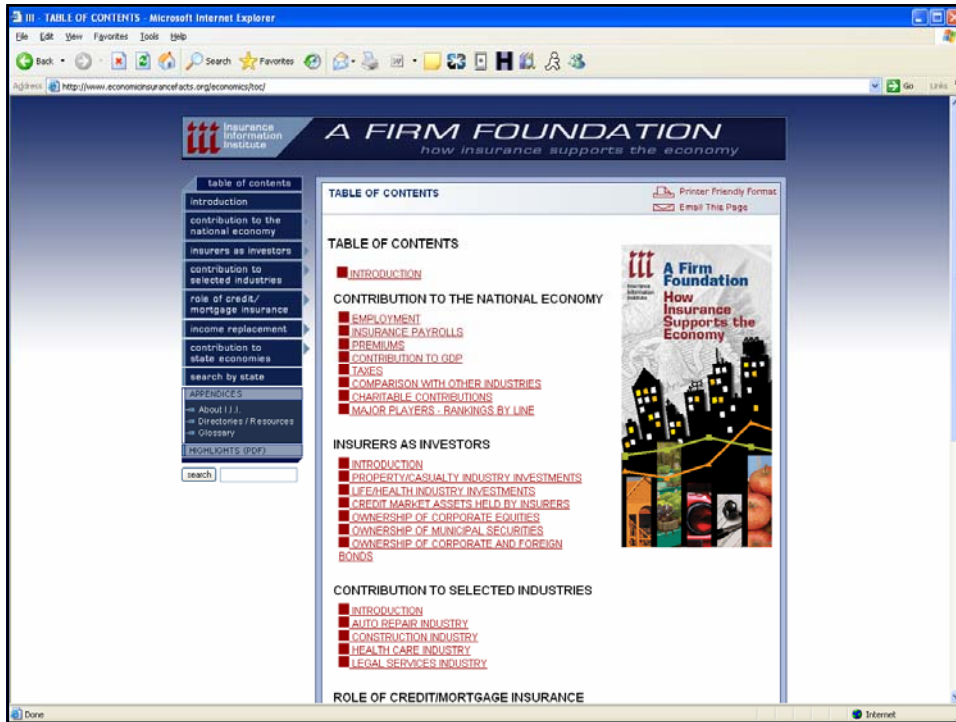 III - TABLE OF CONTENTS - Microsoft Internet Explorer
File Edit View Favorites Tools Help
Back Search Favorites
Address http://www.economicinsurancefacts.org/economics/toc/ Go Links
iii Insurance Information Institute
A FIRM FOUNDATION
how insurance supports the economy
table of contents
introduction
contribution to the
national economy
insurers as investors
contribution to
selected industries
role of credit/
mortgage insurance
income replacement
contribution to
state economies
search by state
APPENDICES
About I.I.I.
Directories / Resources
Glossary
HIGHLIGHTS (PDF)
search
TABLE OF CONTENTS
Printer Friendly Format
Email This Page
TABLE OF CONTENTS
INTRODUCTION
CONTRIBUTION TO THE NATIONAL ECONOMY
EMPLOYMENT
INSURANCE PAYROLLS
PREMIUMS
CONTRIBUTION TO GDP
TAXES
COMPARISON WITH OTHER INDUSTRIES
CHARITABLE CONTRIBUTIONS
MAJOR PLAYERS - RANKINGS BY LINE
INSURERS AS INVESTORS
INTRODUCTION
PROPERTY/CASUALTY INDUSTRY INVESTMENTS
LIFE/HEALTH INDUSTRY INVESTMENTS
CREDIT MARKET ASSETS HELD BY INSURERS
OWNERSHIP OF CORPORATE EQUITIES
OWNERSHIP OF MUNICIPAL SECURITIES
OWNERSHIP OF CORPORATE AND FOREIGN
BONDS
CONTRIBUTION TO SELECTED INDUSTRIES
INTRODUCTION
AUTO REPAIR INDUSTRY
CONSTRUCTION INDUSTRY
HEALTH CARE INDUSTRY
LEGAL SERVICES INDUSTRY
ROLE OF CREDIT/MORTGAGE INSURANCE
iii
Insurance
Information
Institute
A Firm
Foundation
How
Insurance
Supports the
Economy
Done
Internet